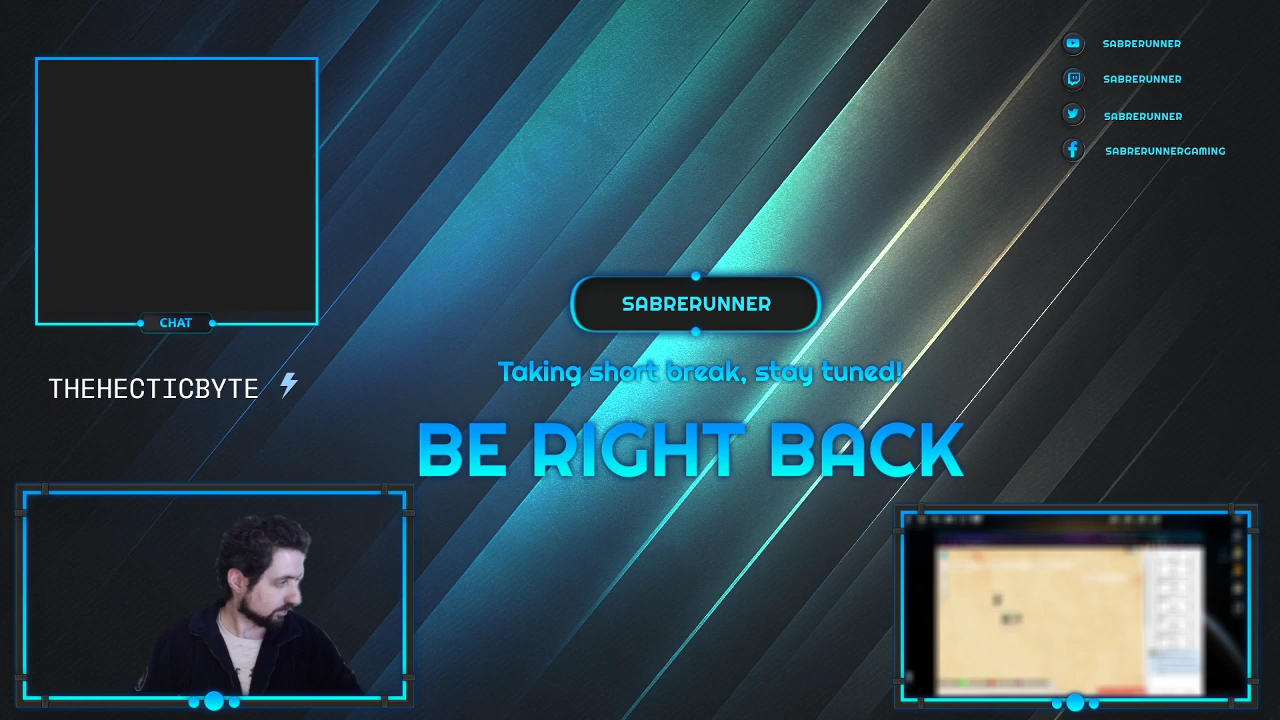 SABRERUNNER
SABRERUNNER
SABRERUNNER
SABRERUNNERGAMING
CHAT
THEHECTICBYTE
SABRERUNNER
Taking short break, stay tuned!
BE RIGHT BACK